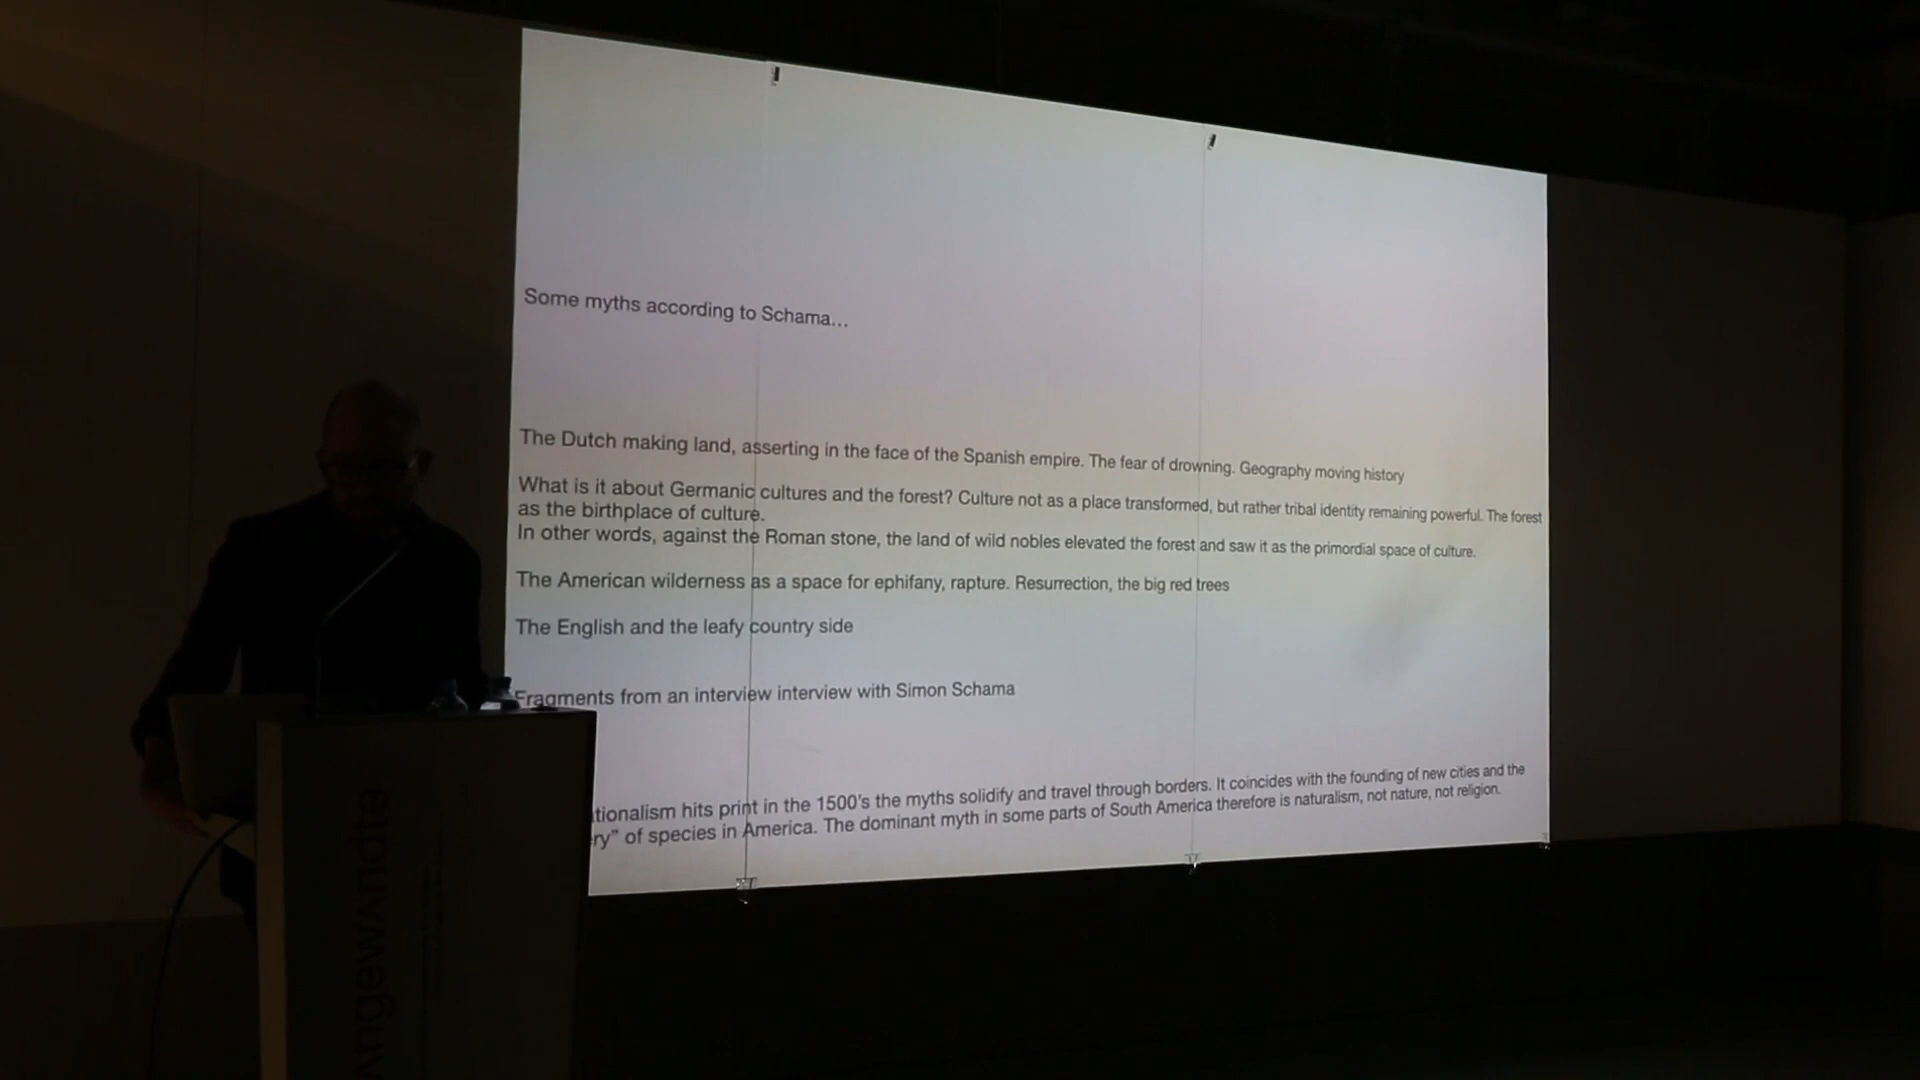 Some myths according to Schama...
The Dutch making land, asserting in the face of the Spanish empire. The fear of drowning. Geography moving history
What is it about Germanic cultures and the forest? Culture not as a place transformed, but rather tribal identity remaining powerful. The forest
as the birthplace of culture.
In other words, against the Roman stone, the land of wild nobles elevated the forest and saw it as the primordial space of culture.
The American wilderness as a space for ephifany, rapture. Resurrection, the big red trees
The English and the leafy country side
Fragments from an interview interview with Simon Schama
tionalism hits print in the 1500's the myths solidify and travel through borders. It coincides with the founding of new cities and the
ry" of species in America. The dominant myth in some parts of South America therefore is naturalism, not nature, not religion.
ngewandte